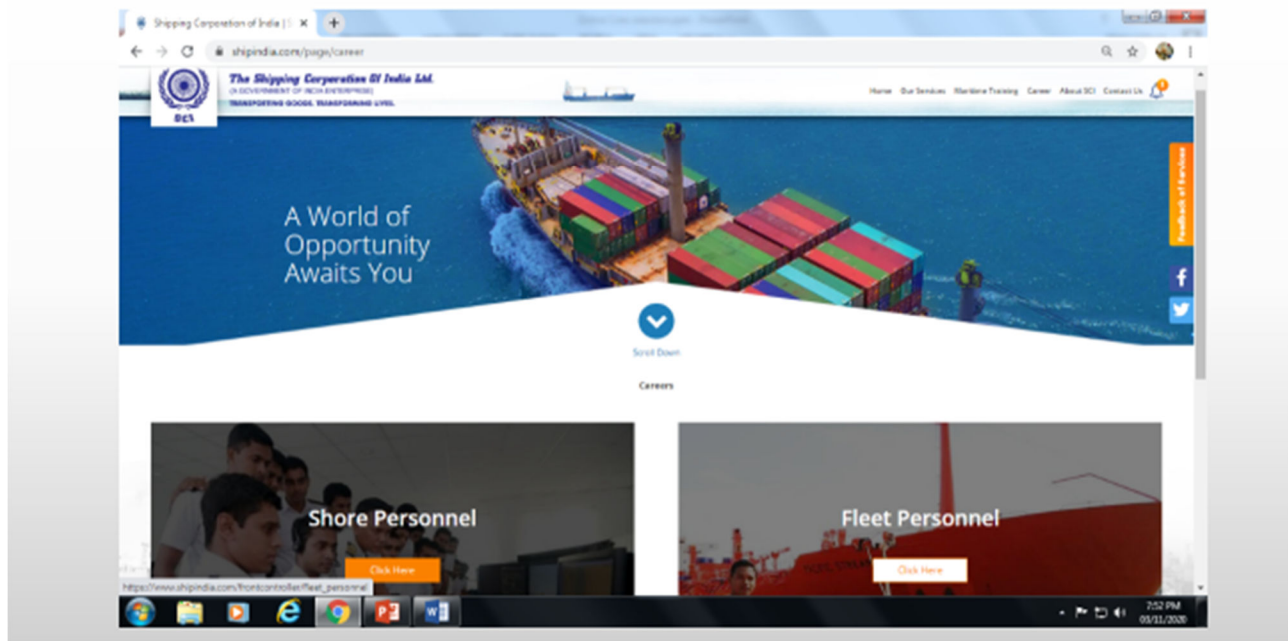 Shipping Corporation of India | S
shipindia.com/page/career
The Shipping Corporation Of India Ltd.
(A GOVERNMENT OF INDIA ENTERPRISE)
TRANSPORTING GOODS. TRANSFORMING LIVES.
SCI
Home Our Services Maritime Training Career About SCI Contact Us
A World of
Opportunity
Awaits You
Feedback of Services
Scroll Down
Careers
Shore Personnel
Click Here
Fleet Personnel
Click Here
https://www.shipindia.com/frontcontroller/fleet_personnel
7:52 PM
03/11/2020